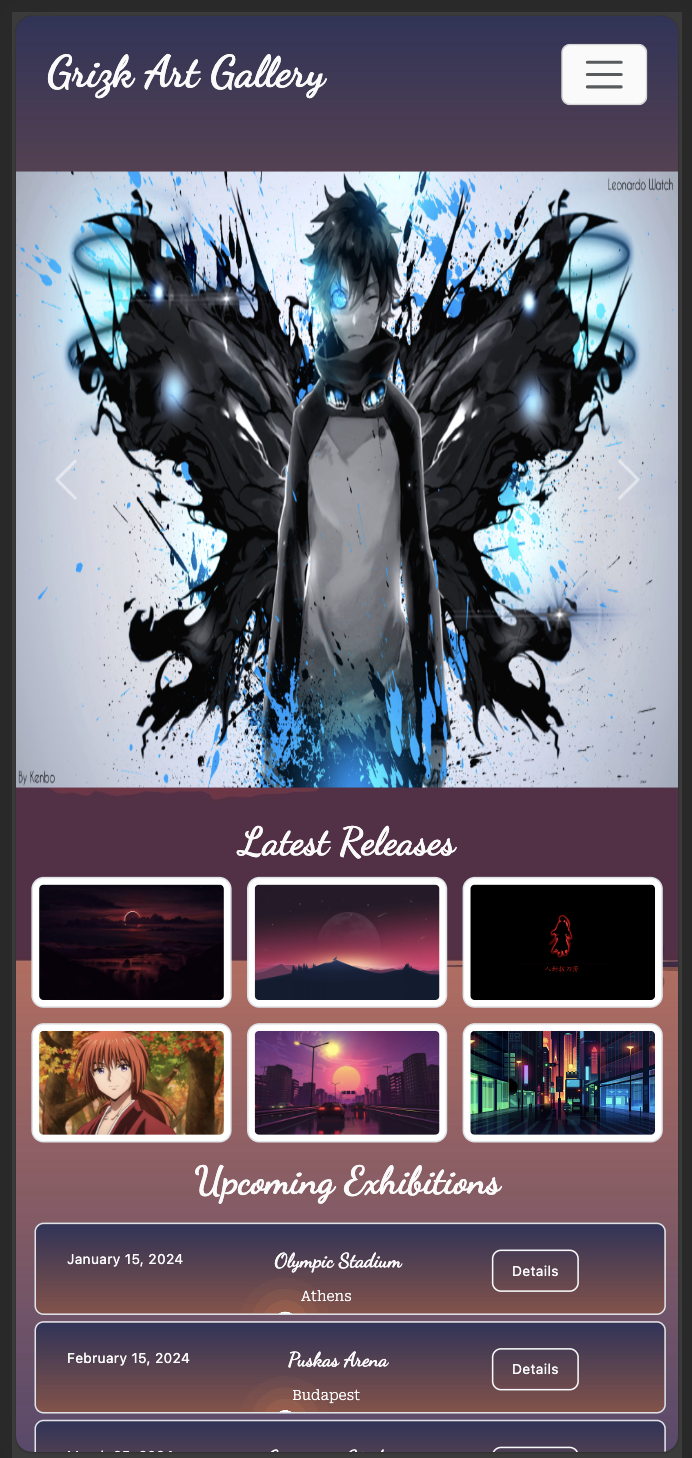 Grizk Art Gallery
Leonardo Watch
By Kenbo
Latest Releases
Upcoming Exhibitions
January 15, 2024
Olympic Stadium
Athens
Details
February 15, 2024
Puskas Arena
Budapest
Details